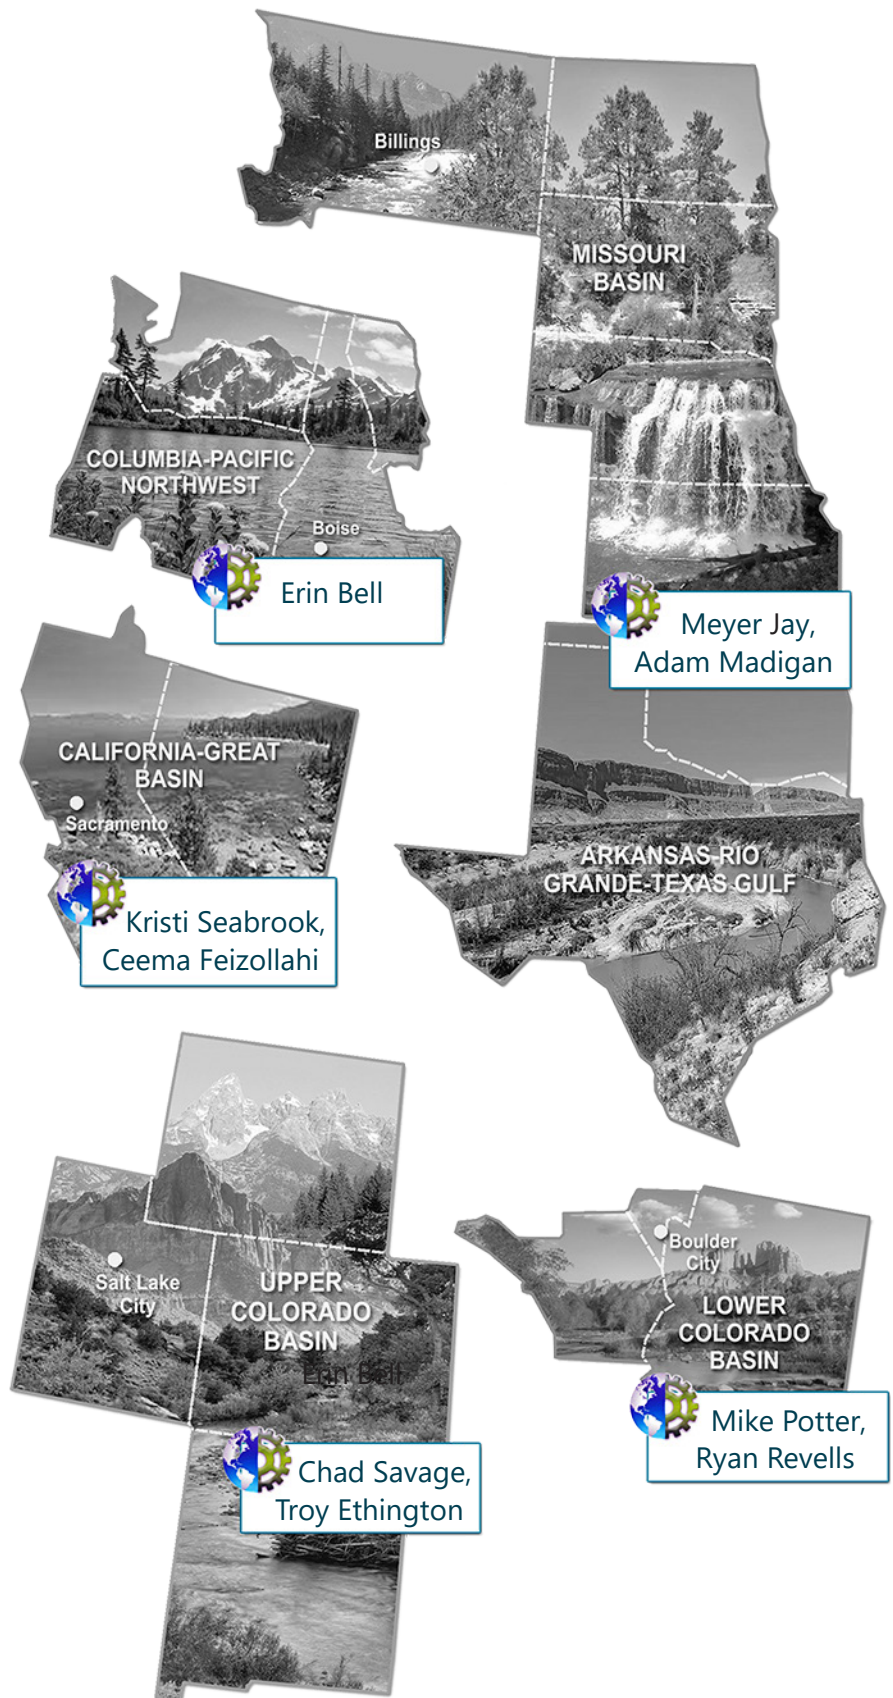 Billings
MISSOURI
BASIN
COLUMBIA-PACIFIC
NORTHWEST
Boise
Erin Bell
Meyer Jay,
Adam Madigan
CALIFORNIA-GREAT
BASIN
Sacramento
Kristi Seabrook,
Ceema Feizollahi
ARKANSAS-RIO
GRANDE-TEXAS GULF
Salt Lake
City
UPPER
COLORADO
BASIN
Erin Bell
Chad Savage,
Troy Ethington
Boulder
City
LOWER
COLORADO
BASIN
Mike Potter,
Ryan Revells